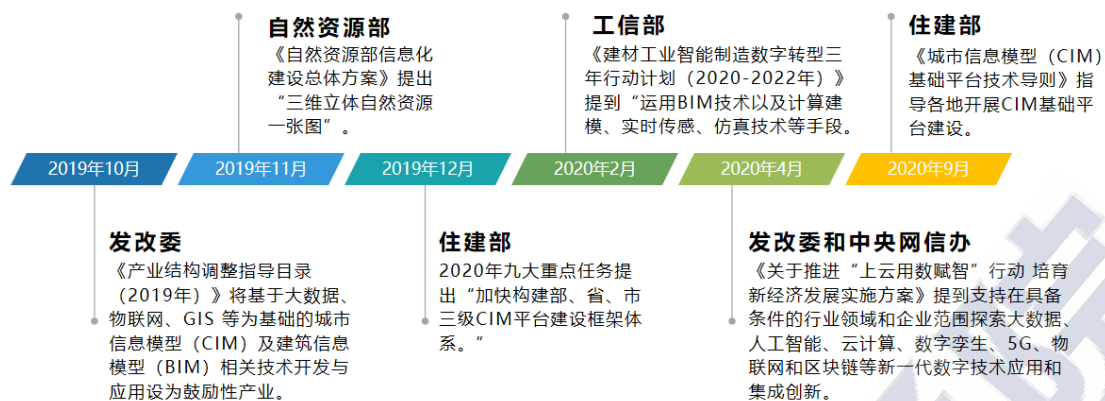 自然资源部
《自然资源部信息化
建设总体方案》提出
“三维立体自然资源
一张图”。
工信部
《建材工业智能制造数字转型三
年行动计划（2020-2022年）》
提到“运用BIM技术以及计算建
模、实时传感、仿真技术等手段。
住建部
《城市信息模型（CIM）
基础平台技术导则》指
导各地开展CIM基础平
台建设。
2019年10月
2019年11月
2019年12月
2020年2月
2020年4月
2020年9月
发改委
《产业结构调整指导目录
（2019年）》将基于大数据、
物联网、GIS 等为基础的城市
信息模型（CIM）及建筑信息
模型（BIM）相关技术开发与
应用设为鼓励性产业。
住建部
2020年九大重点任务提
出“加快构建部、省、市
三级CIM平台建设框架体
系。“
发改委和中央网信办
《关于推进“上云用数赋智”行动 培育
新经济发展实施方案》提到支持在具备
条件的行业领域和企业范围探索大数据、
人工智能、云计算、数字孪生、5G、物
联网和区块链等新一代数字技术应用和
集成创新。